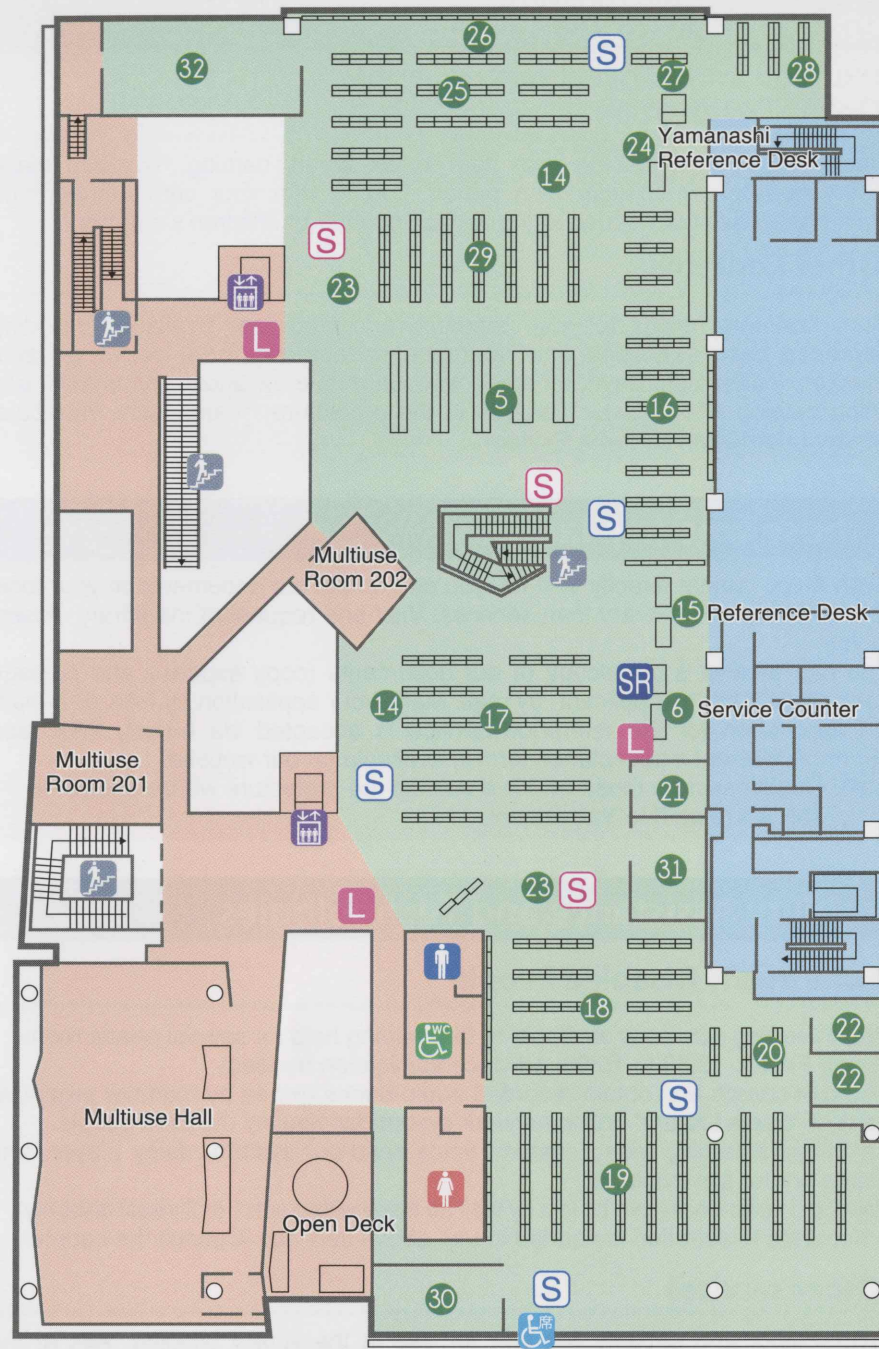 26
S
27
28
32
25
24
Yamanashi
Reference Desk
14
S
29
23
L
5
16
S
S
Multiuse
Room 202
15
Reference Desk
SR
6
Service Counter
14
17
L
Multiuse
Room 201
S
21
31
23
S
L
18
WC
22
20
22
S
Multiuse Hall
19
Open Deck
30
S
席